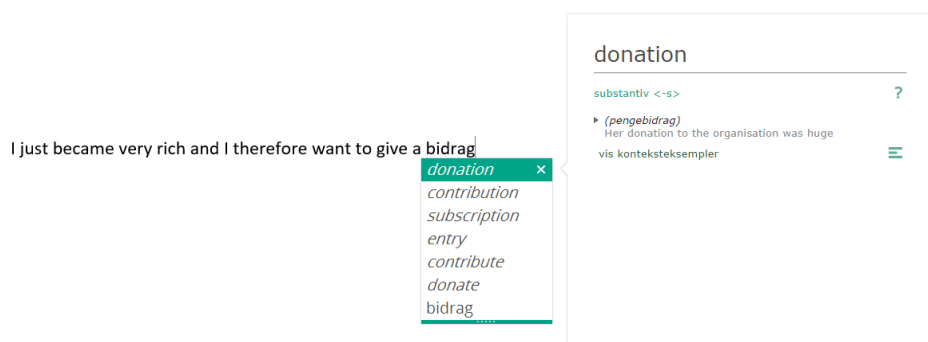 I just became very rich and I therefore want to give a bidrag
donation ×
contribution
subscription
entry
contribute
donate
bidrag
donation
substantiv <-s> ?
(pengebidrag)
Her donation to the organisation was huge
vis konteksteksempler